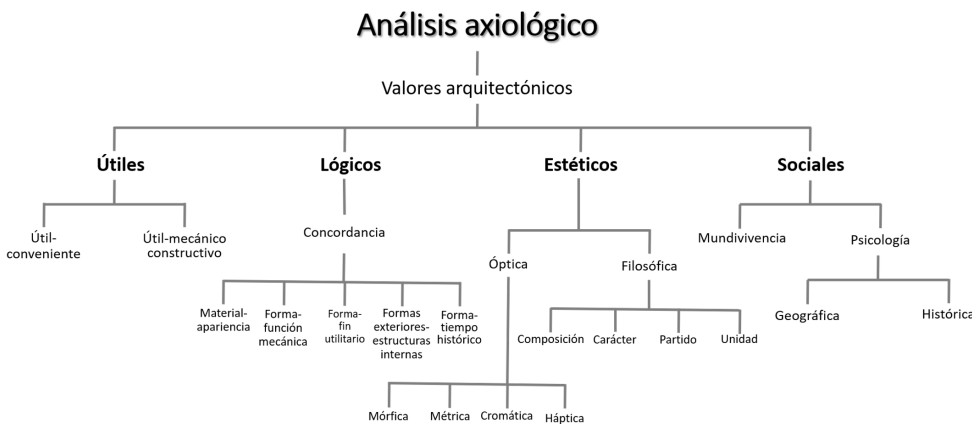 Análisis axiológico
Valores arquitectónicos
Útiles
Lógicos
Estéticos
Sociales
Útil-
conveniente
Útil-mecánico
constructivo
Concordancia
Material-
apariencia
Forma-
función
mecánica
Forma-
fin
utilitario
Formas
exteriores-
estructuras
internas
Forma-
tiempo
histórico
Óptica
Filosófica
Mórfica
Métrica
Cromática
Háptica
Composición
Carácter
Partido
Unidad
Mundivivencia
Psicología
Geográfica
Histórica